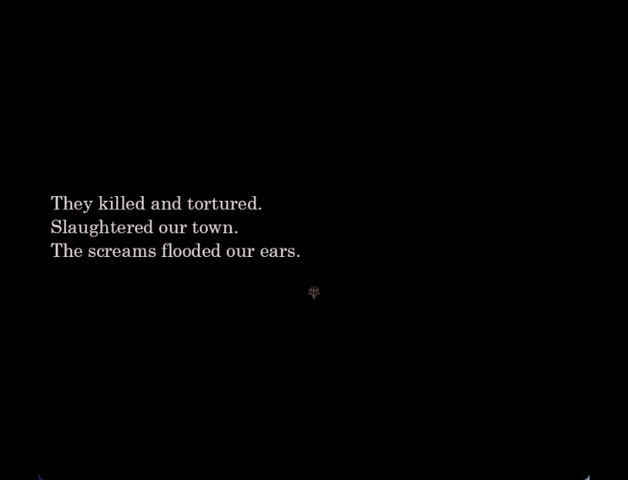 They killed and tortured.
Slaughtered our town.
The screams flooded our ears.